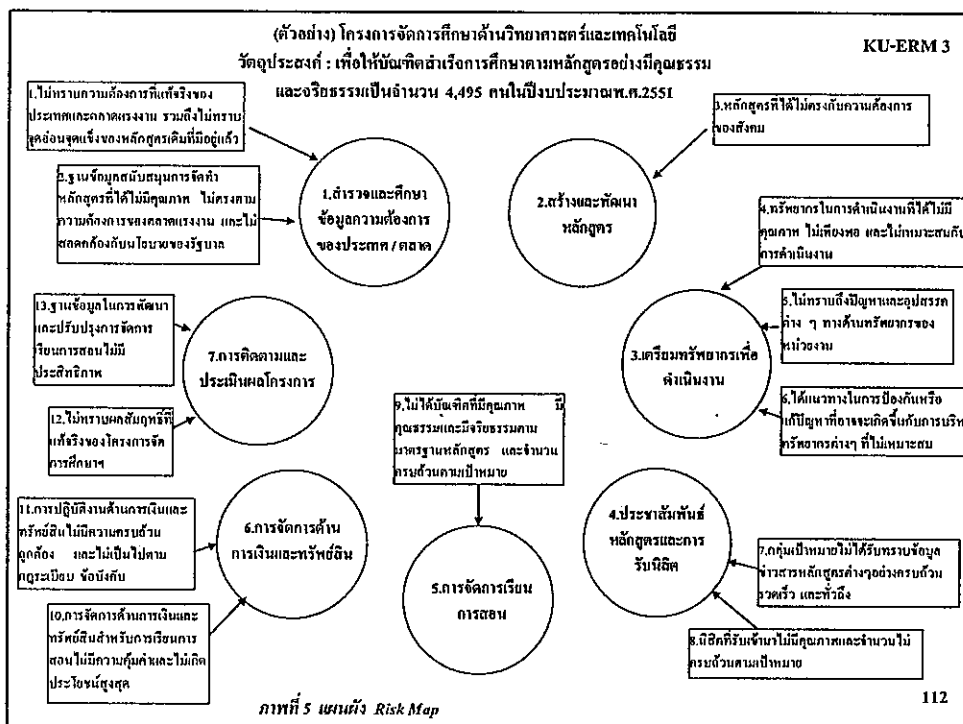 (ตัวอย่าง) โครงการจัดการศึกษาด้านวิทยาศาสตร์และเทคโนโลยี
KU-ERM 3
วัตถุประสงค์ : เพื่อให้บัณฑิตสำเร็จการศึกษาตามหลักสูตรอย่างมีคุณธรรม
และจริยธรรมเป็นจำนวน 4,495 คนในปีงบประมาณพ.ศ.2551
1.ไม่ทราบความต้องการที่แท้จริงของ
ประเทศและตลาดแรงงาน รวมถึงไม่ทราบ
จุดอ่อนจุดแข็งของหลักสูตรเดิมที่มีอยู่แล้ว
2.ฐานข้อมูลสนับสนุนการจัดทำ
หลักสูตรที่ได้ไม่มีคุณภาพ ไม่ตรงตาม
ความต้องการของตลาดแรงงาน และไม่
สอดคล้องกับนโยบายของรัฐบาล
1.สำรวจและศึกษา
ข้อมูลความต้องการ
ของประเทศ / ตลาด
2.สร้างและพัฒนา
หลักสูตร
3.หลักสูตรที่ได้ไม่ตรงกับความต้องการ
ของสังคม
4.ทรัพยากรในการดำเนินงานที่ได้ไม่มี
คุณภาพ ไม่เพียงพอ และไม่เหมาะสมกับ
การดำเนินงาน
5.ไม่ทราบถึงปัญหาและอุปสรรค
ต่าง ๆ ทางด้านทรัพยากรของ
หน่วยงาน
3.เตรียมทรัพยากรเพื่อ
ดำเนินงาน
6.ได้แนวทางในการป้องกันหรือ
แก้ปัญหาที่อาจจะเกิดขึ้นกับการบริห
ทรัพยากรต่างๆ ที่ไม่เหมาะสม
13.ฐานข้อมูลในการพัฒนา
และปรับปรุงการจัดการ
เรียนการสอนไม่มี
ประสิทธิภาพ
7.การติดตามและ
ประเมินผลโครงการ
12.ไม่ทราบผลสัมฤทธิ์ที่
แท้จริงของโครงการจัด
การศึกษาฯ
9.ไม่ได้บัณฑิตที่มีคุณภาพ มี
คุณธรรมและมีจริยธรรมตาม
มาตรฐานหลักสูตร และจำนวน
ครบถ้วนตามเป้าหมาย
11.การปฏิบัติงานด้านการเงินและ
ทรัพย์สินไม่มีความครบถ้วน
ถูกต้อง และไม่เป็นไปตาม
กฎระเบียบ ข้อบังคับ
6.การจัดการด้าน
การเงินและทรัพย์สิน
10.การจัดการด้านการเงินและ
ทรัพย์สินสำหรับการเรียนการ
สอนไม่มีความคุ้มค่าและไม่เกิด
ประโยชน์สูงสุด
5.การจัดการเรียน
การสอน
4.ประชาสัมพันธ์
หลักสูตรและการ
รับนิสิต
7.กลุ่มเป้าหมายไม่ได้รับทราบข้อมูล
ข่าวสารหลักสูตรต่างๆอย่างครบถ้วน
รวดเร็ว และทั่วถึง
8.นิสิตที่รับเข้ามาไม่มีคุณภาพและจำนวนไม่
ครบถ้วนตามเป้าหมาย
ภาพที่ 5 แผนผัง Risk Map
112